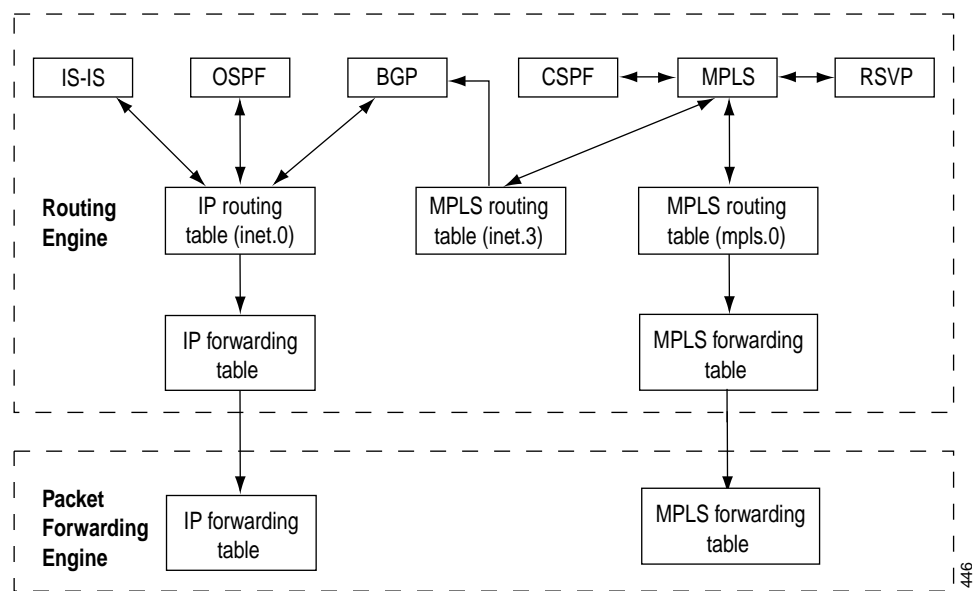 IS-IS
OSPF
BGP
CSPF
MPLS
RSVP
Routing
Engine
IP routing
table (inet.0)
MPLS routing
table (inet.3)
MPLS routing
table (mpls.0)
IP forwarding
table
MPLS forwarding
table
Packet
Forwarding
Engine
IP forwarding
table
MPLS forwarding
table
446